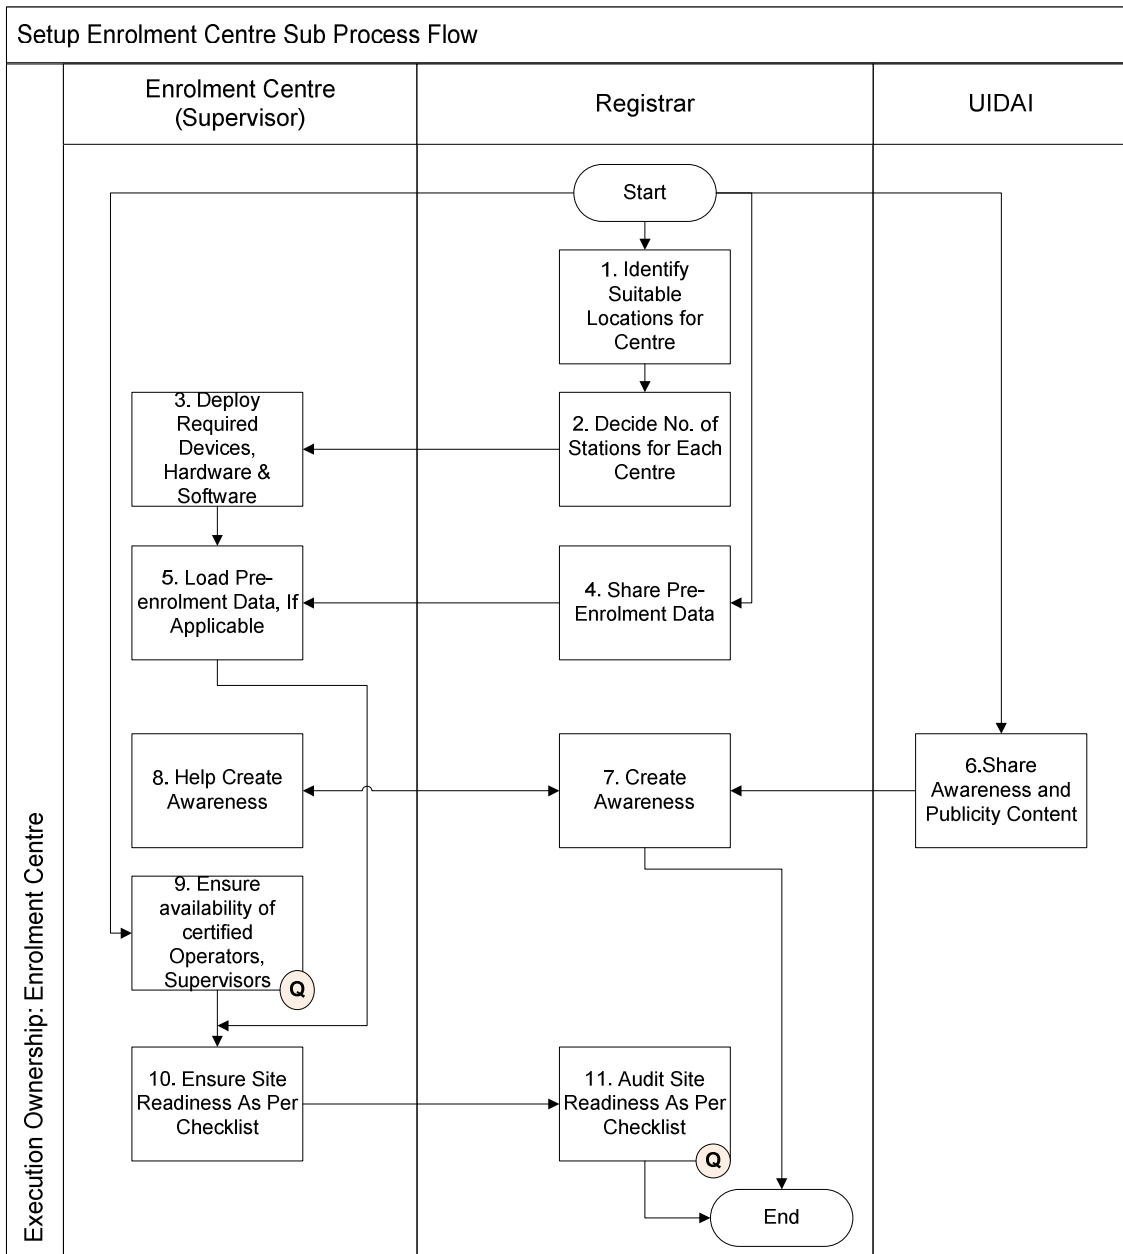 Setup Enrolment Centre Sub Process Flow
Enrolment Centre
(Supervisor)
Registrar
UIDAI
Start
1. Identify
Suitable
Locations for
Centre
3. Deploy
Required
Devices,
Hardware &
Software
2. Decide No. of
Stations for Each
Centre
5. Load Pre-
enrolment Data, If
Applicable
4. Share Pre-
Enrolment Data
8. Help Create
Awareness
7. Create
Awareness
6.Share
Awareness and
Publicity Content
9. Ensure
availability of
certified
Operators,
Supervisors
Q
10. Ensure Site
Readiness As Per
Checklist
11. Audit Site
Readiness As Per
Checklist
Q
End
Execution Ownership: Enrolment Centre